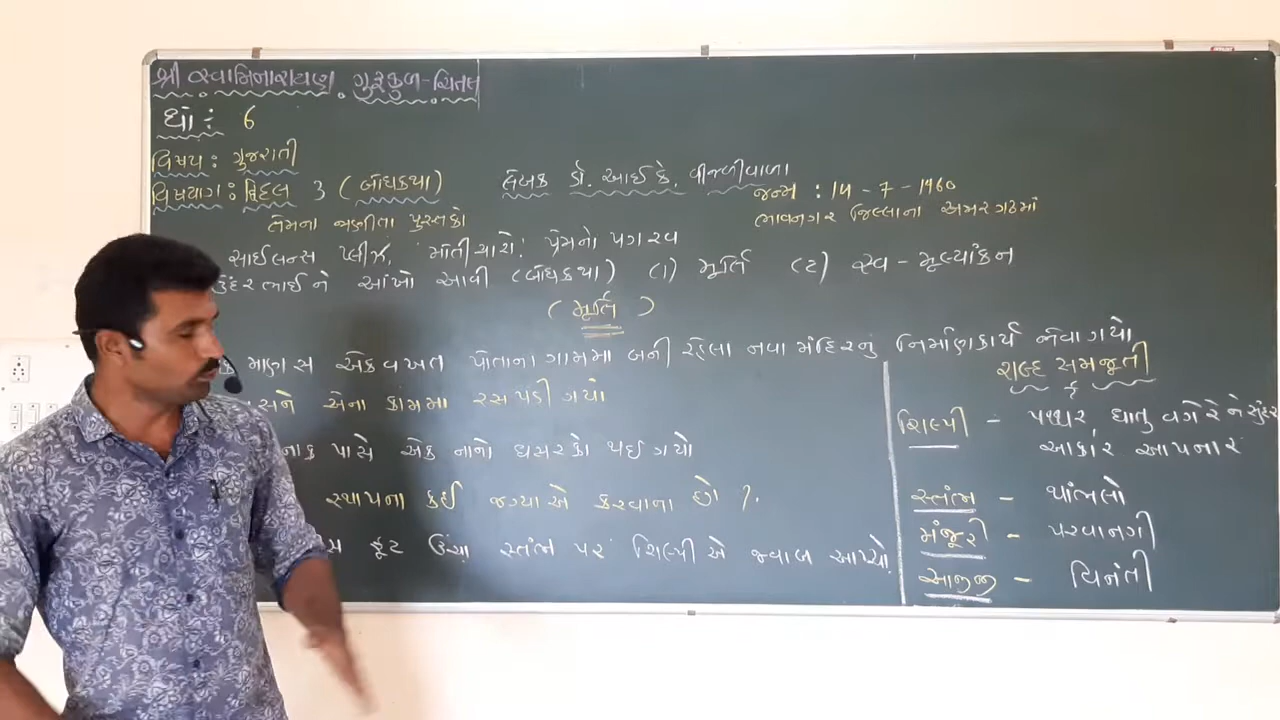 શ્રી સ્વામિનારાયણ ગુરુકુળ-ચિતલ
ધો : 6
વિષય : ગુજરાતી
વિષયાગ : દ્વિદલ 3 (બોધકથા)
લેખક ડો. આઈ કે. વીજળીવાળા
જન્મ : 14 - 7 - 1960
ભાવનગર જિલ્લાના અમરગઢમાં
તેમના જાણીતા પુસ્તકો
સાઈલન્સ પ્લીઝ, 'મોતીચારો' પ્રેમનો પગરવ
કુંદરભાઈને આંખો આવી (બોધકથા) (1) મૂર્તિ (2) સ્વ - મૂલ્યાંકન
(મૂર્તિ)
માણસ એકવખત પોતાના ગામમા બની રહેલા નવા મંદિરનુ નિર્માણકાર્ય જોવા ગયો
એના કામમા રસ પડી ગયો
પાસે એક નાનો ઘસરકો થઈ ગયો
સ્થાપના કઈ જગ્યાએ કરવાના છો ?
ફૂટ ઉંચા સ્તંભ પર શિલ્પીએ જવાબ આપ્યો.
શબ્દ સમજૂતી
શિલ્પી - પથ્થર, ધાતુ વગેરેને સુંદર
આકાર આપનાર
સ્તંભ - થાંભલો
મંજૂરી - પરવાનગી
આજીજી - વિનંતી